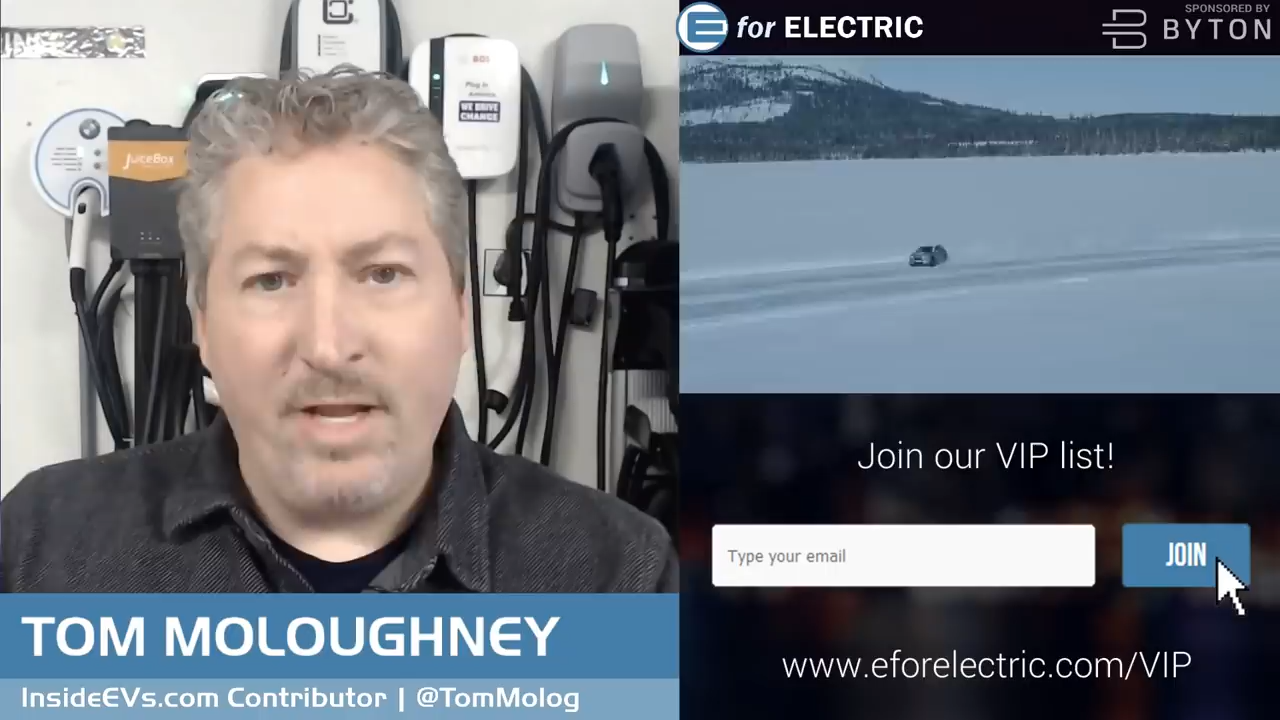 JuiceBox
Plug In
America
WE DRIVE
CHANGE
TOM MOLOUGHNEY
InsideEVs.com Contributor | @TomMolog
E for ELECTRIC
SPONSORED BY
BYTON
Join our VIP list!
Type your email
JOIN
www.eforelectric.com/VIP